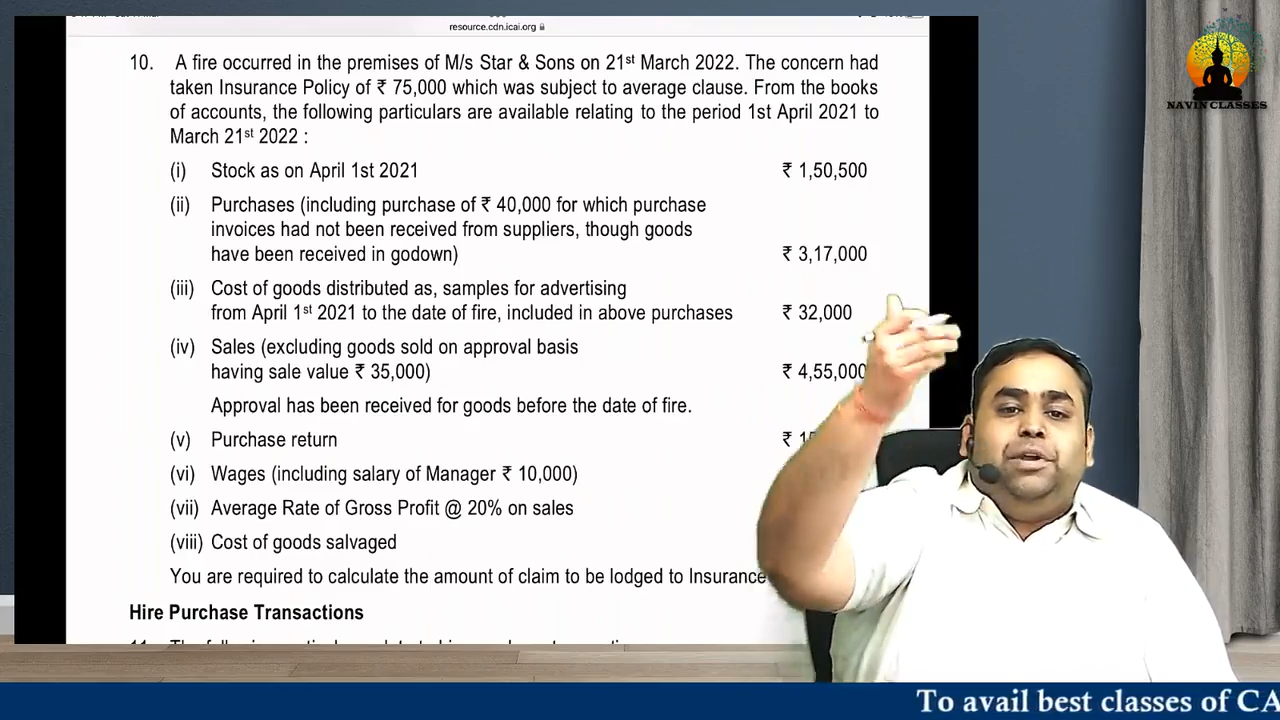 resource.cdn.icai.org
10. A fire occurred in the premises of M/s Star & Sons on 21st March 2022. The concern had
taken Insurance Policy of ₹ 75,000 which was subject to average clause. From the books
of accounts, the following particulars are available relating to the period 1st April 2021 to
March 21st 2022 :
(i) Stock as on April 1st 2021 ₹ 1,50,500
(ii) Purchases (including purchase of ₹ 40,000 for which purchase
invoices had not been received from suppliers, though goods
have been received in godown) ₹ 3,17,000
(iii) Cost of goods distributed as, samples for advertising
from April 1st 2021 to the date of fire, included in above purchases ₹ 32,000
(iv) Sales (excluding goods sold on approval basis
having sale value ₹ 35,000) ₹ 4,55,000
Approval has been received for goods before the date of fire.
(v) Purchase return ₹
(vi) Wages (including salary of Manager ₹ 10,000)
(vii) Average Rate of Gross Profit @ 20% on sales
(viii) Cost of goods salvaged
You are required to calculate the amount of claim to be lodged to Insurance
Hire Purchase Transactions
NAVIN CLASSES
To avail best classes of CA